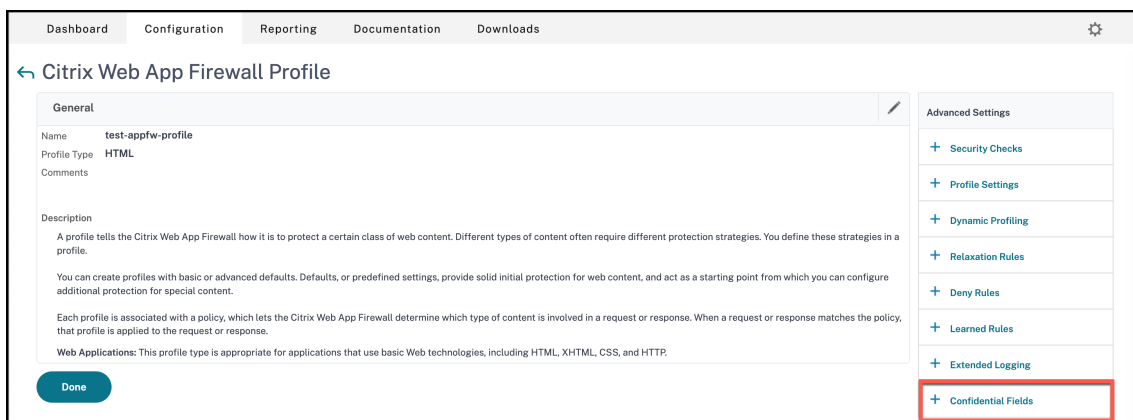 Dashboard Configuration Reporting Documentation Downloads
Citrix Web App Firewall Profile
General
Name test-appfw-profile
Profile Type HTML
Comments
Description
A profile tells the Citrix Web App Firewall how it is to protect a certain class of web content. Different types of content often require different protection strategies. You define these strategies in a
profile.
You can create profiles with basic or advanced defaults. Defaults, or predefined settings, provide solid initial protection for web content, and act as a starting point from which you can configure
additional protection for special content.
Each profile is associated with a policy, which lets the Citrix Web App Firewall determine which type of content is involved in a request or response. When a request or response matches the policy,
that profile is applied to the request or response.
Web Applications: This profile type is appropriate for applications that use basic Web technologies, including HTML, XHTML, CSS, and HTTP.
Done
Advanced Settings
+ Security Checks
+ Profile Settings
+ Dynamic Profiling
+ Relaxation Rules
+ Deny Rules
+ Learned Rules
+ Extended Logging
+ Confidential Fields